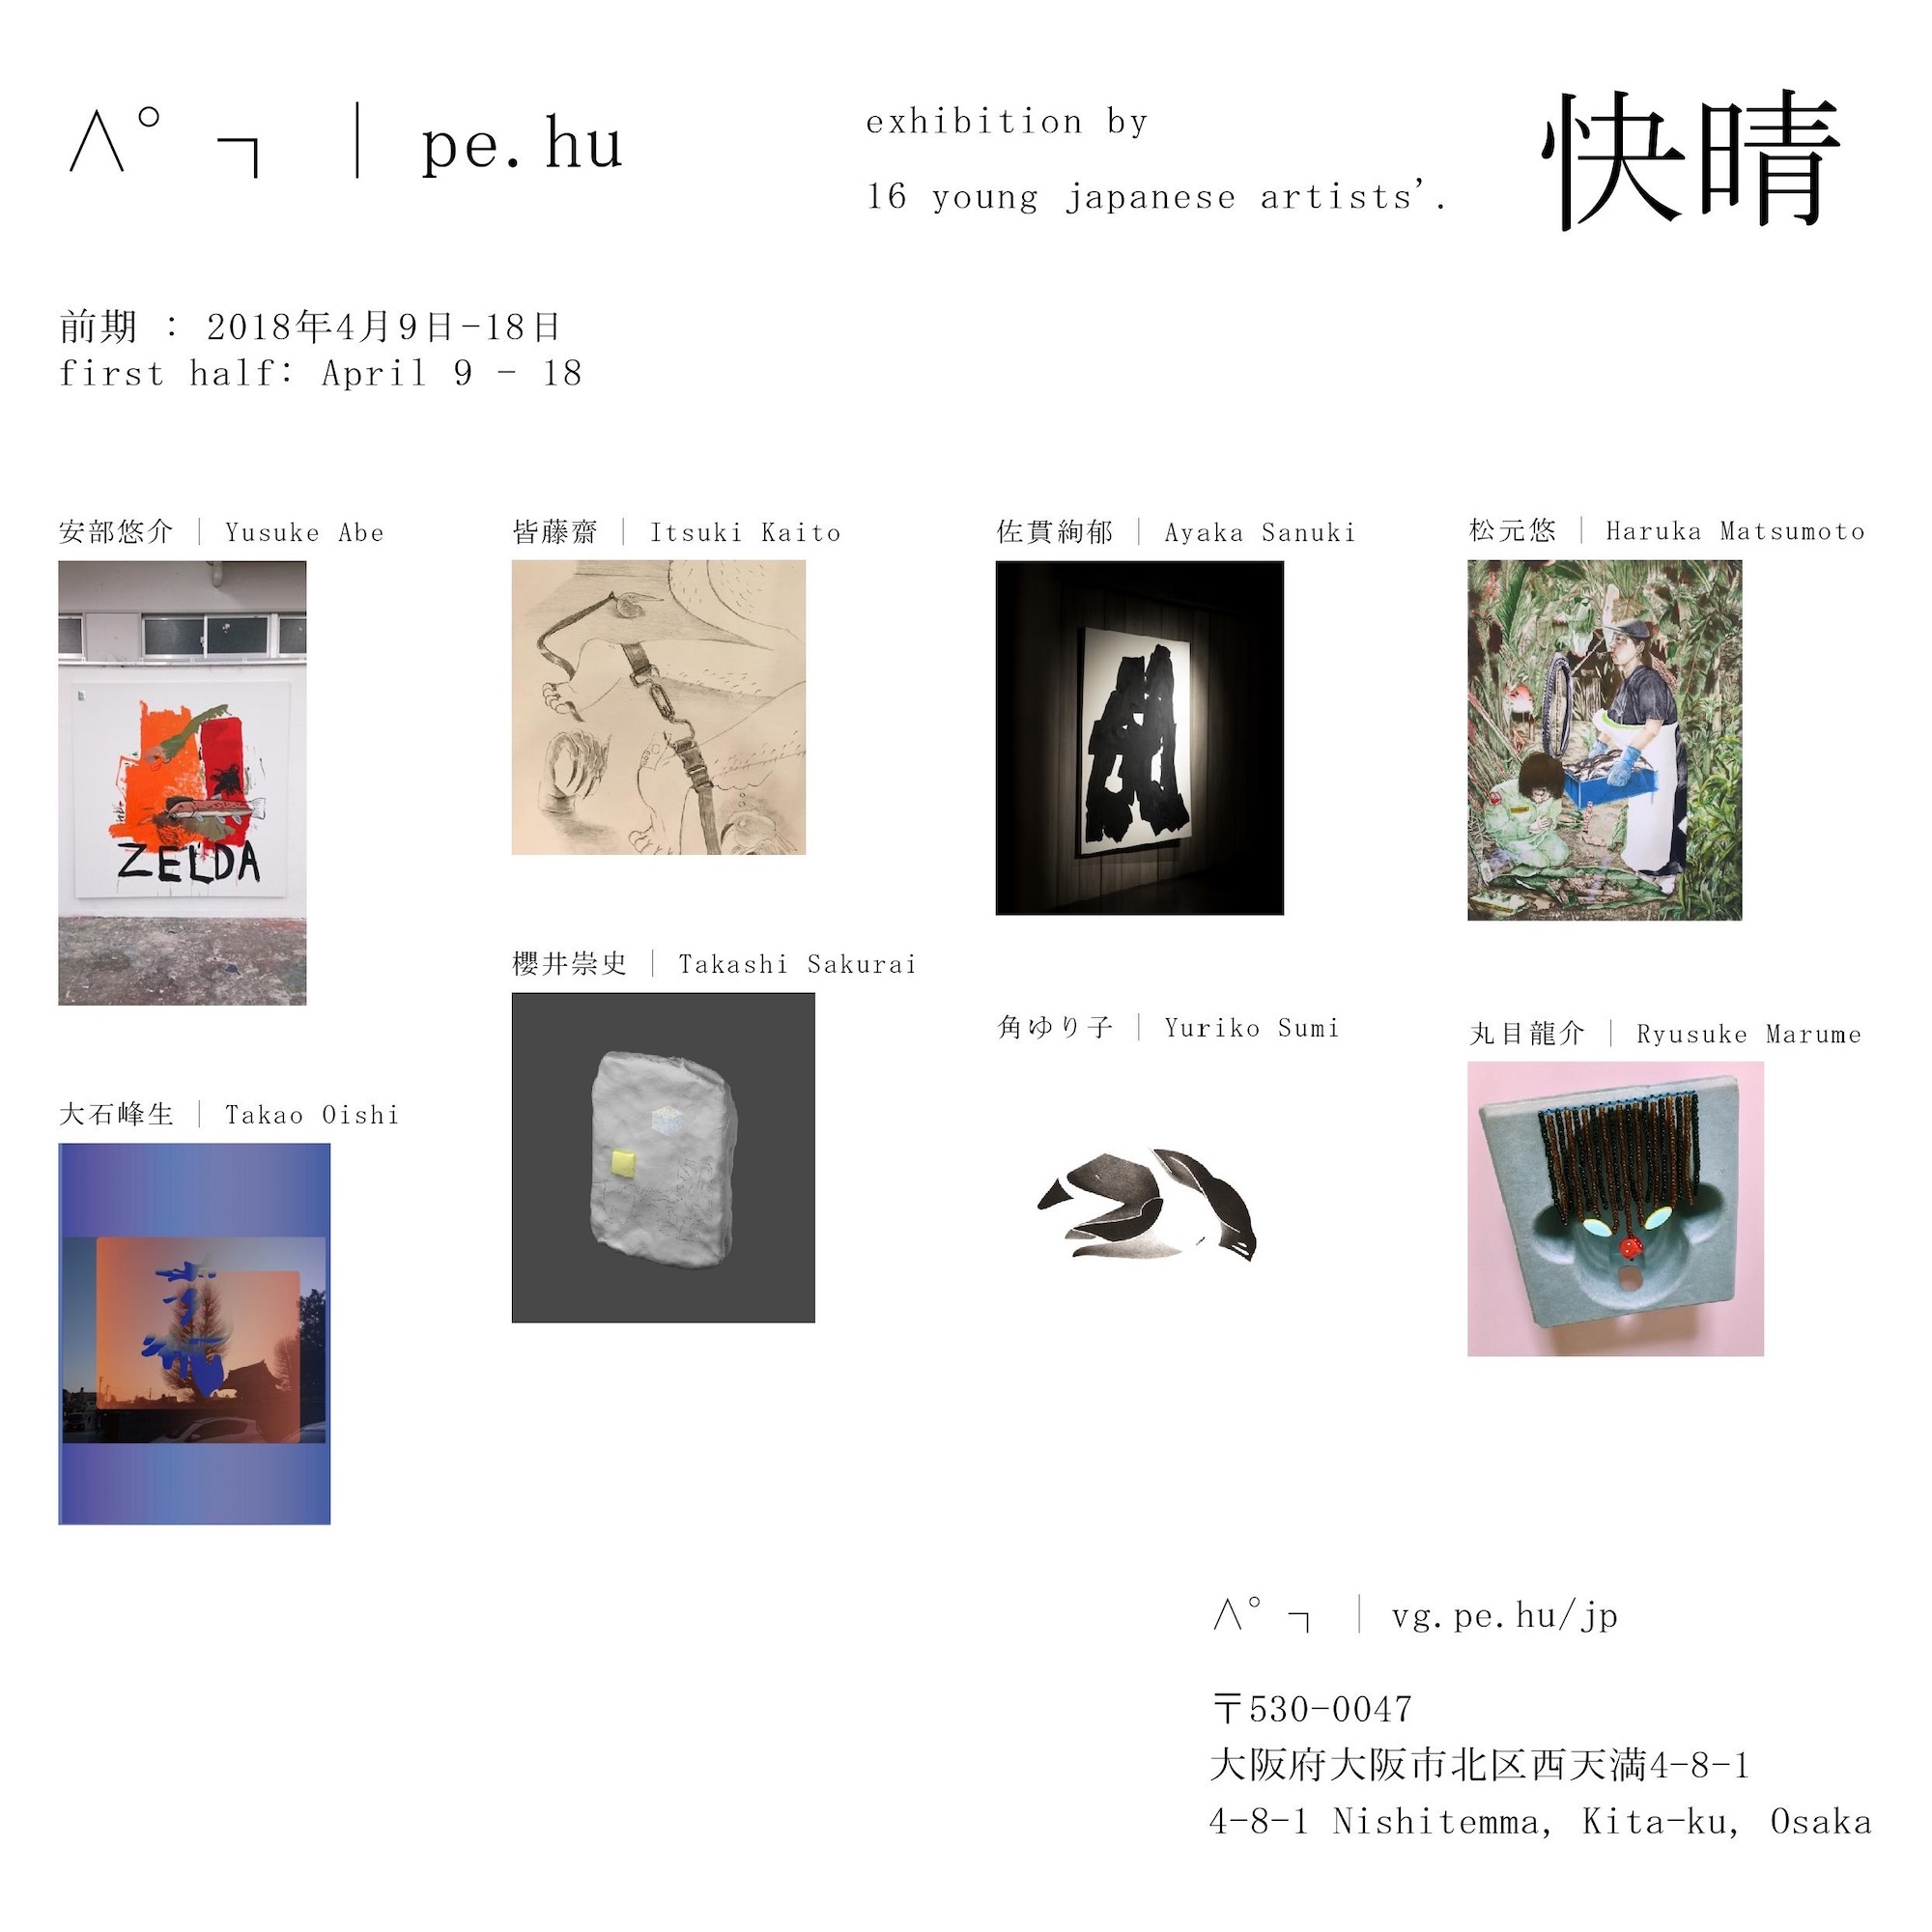 ペフ | pe.hu
exhibition by
16 young japanese artists’.
快晴
前期 : 2018年4月9日-18日
first half: April 9 - 18
安部悠介 | Yusuke Abe
皆藤齋 | Itsuki Kaito
佐貫絢郁 | Ayaka Sanuki
松元悠 | Haruka Matsumoto
ZELDA
櫻井崇史 | Takashi Sakurai
角ゆり子 | Yuriko Sumi
丸目龍介 | Ryusuke Marume
大石峰生 | Takao Oishi
ペフ | vg.pe.hu/jp
〒530-0047
大阪府大阪市北区西天満4-8-1
4-8-1 Nishitemma, Kita-ku, Osaka